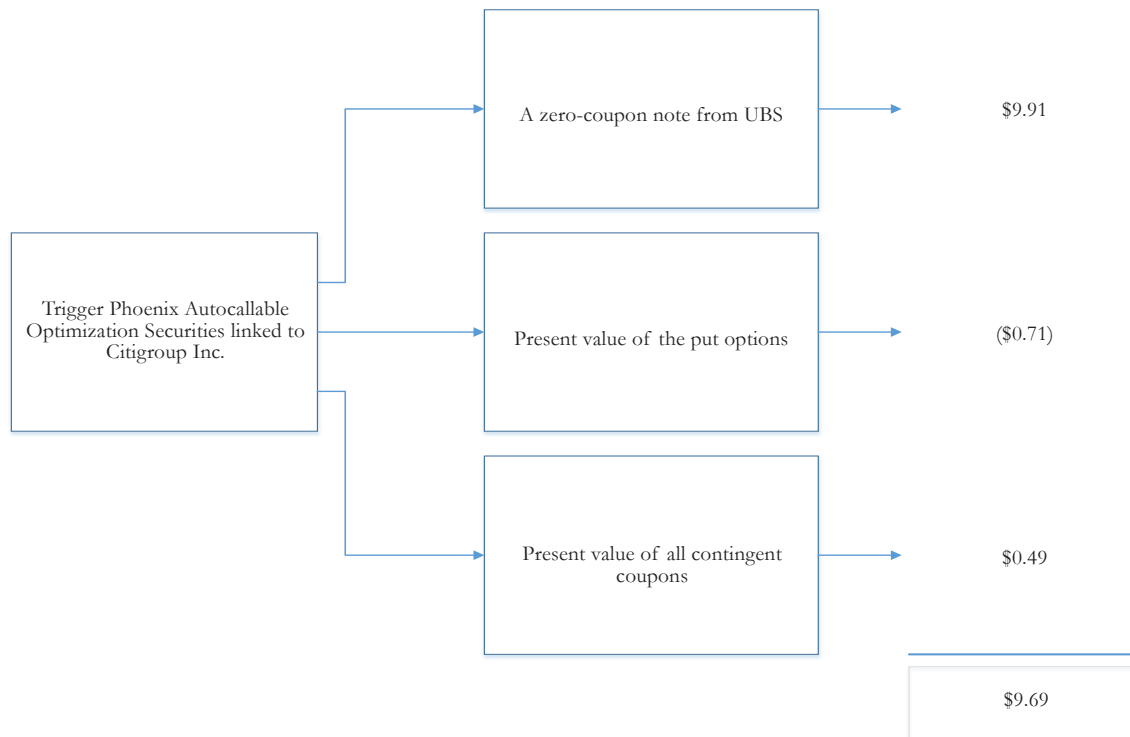 A zero-coupon note from UBS
$9.91
Trigger Phoenix Autocallable
Optimization Securities linked to
Citigroup Inc.
Present value of the put options
($0.71)
Present value of all contingent
coupons
$0.49
$9.69